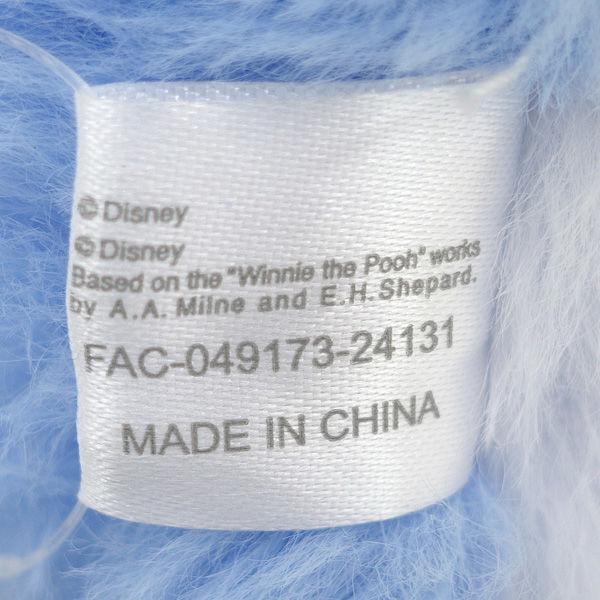 ©Disney
©Disney
Based on the "Winnie the Pooh" works
by A.A. Milne and E.H. Shepard.
FAC-049173-24131
MADE IN CHINA